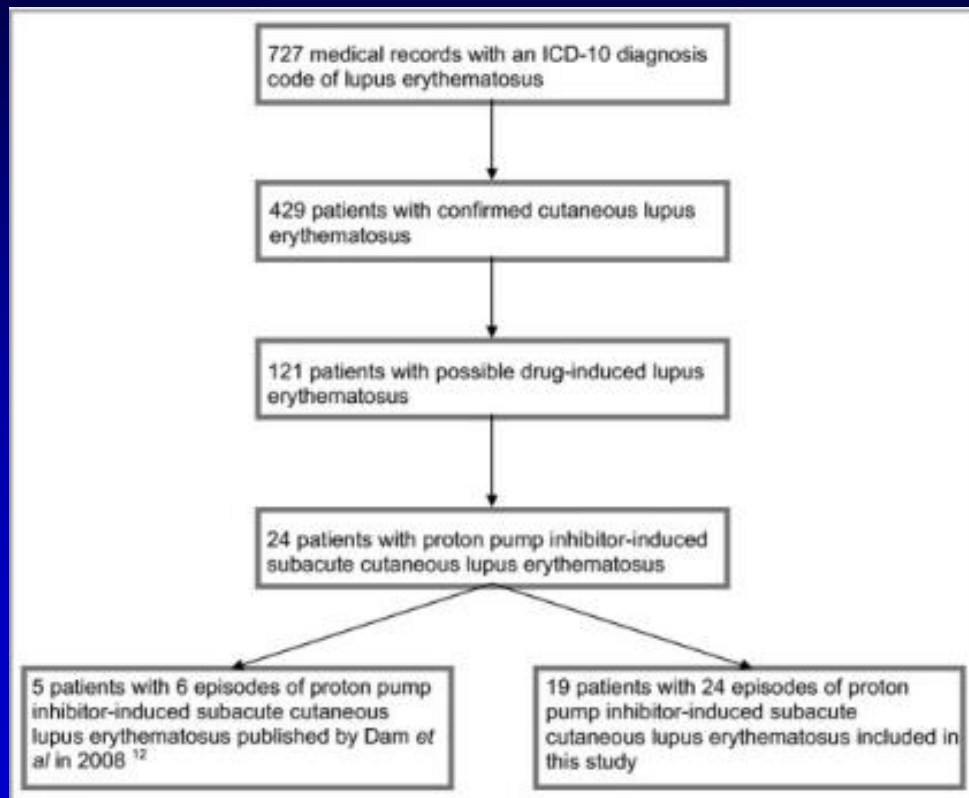 727 medical records with an ICD-10 diagnosis
code of lupus erythematosus
429 patients with confirmed cutaneous lupus
erythematosus
121 patients with possible drug-induced lupus
erythematosus
24 patients with proton pump inhibitor-induced
subacute cutaneous lupus erythematosus
5 patients with 6 episodes of proton pump
inhibitor-induced subacute cutaneous
lupus erythematosus published by Dam et
al in 2008 12
19 patients with 24 episodes of proton
pump inhibitor-induced subacute
cutaneous lupus erythematosus included in
this study